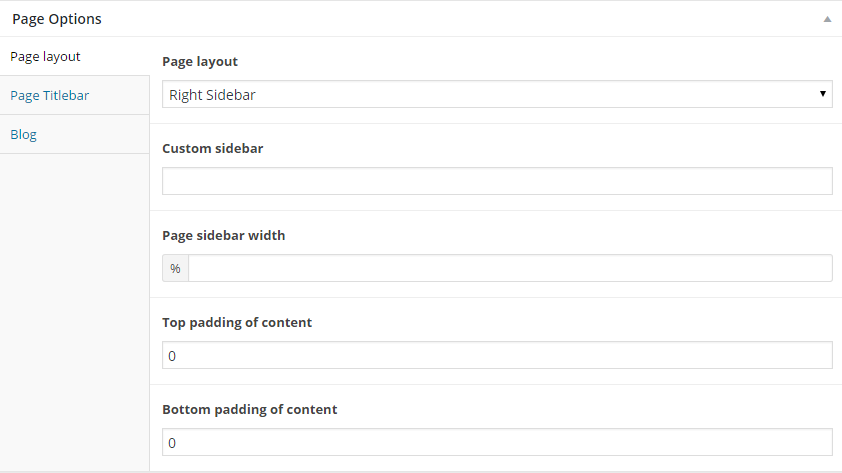 Page Options
Page layout
Page Titlebar
Blog
Page layout
Right Sidebar
Custom sidebar
Page sidebar width
%
Top padding of content
0
Bottom padding of content
0